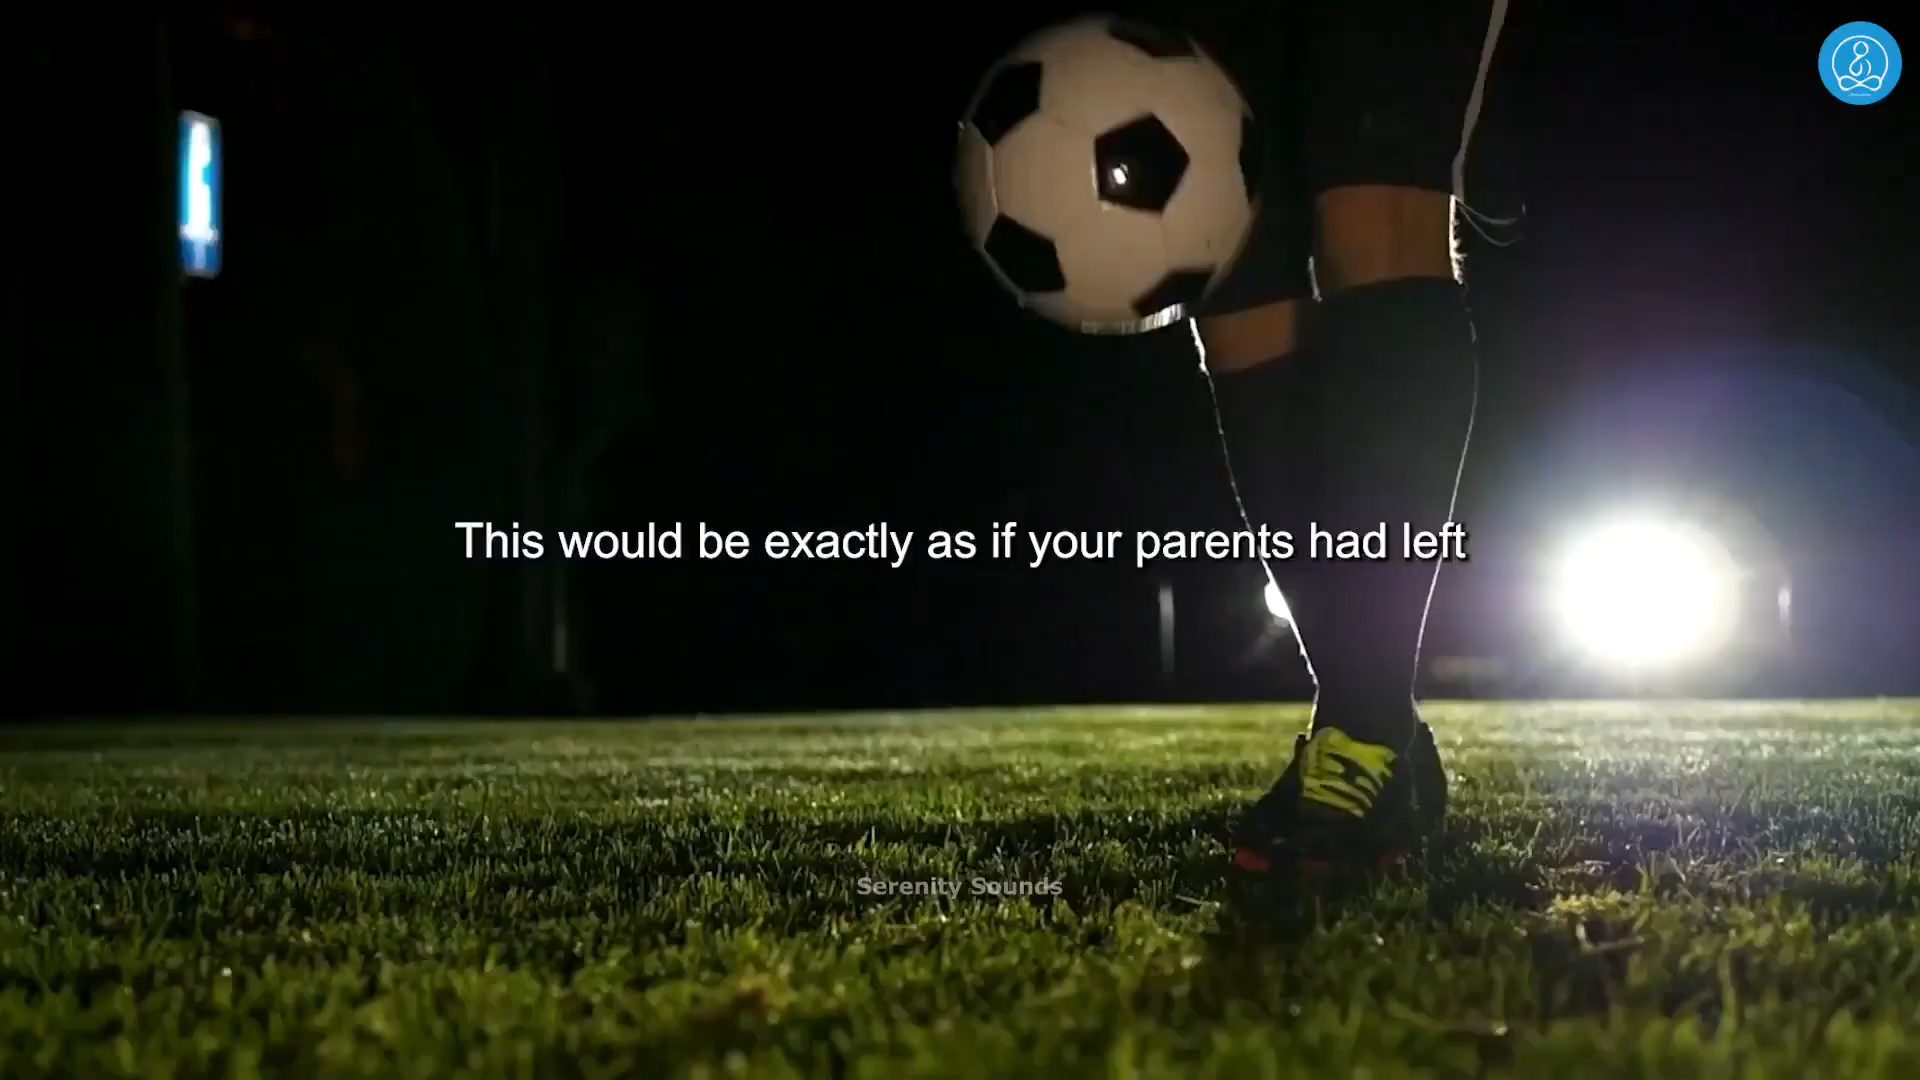 This would be exactly as if your parents had left
Serenity Sounds